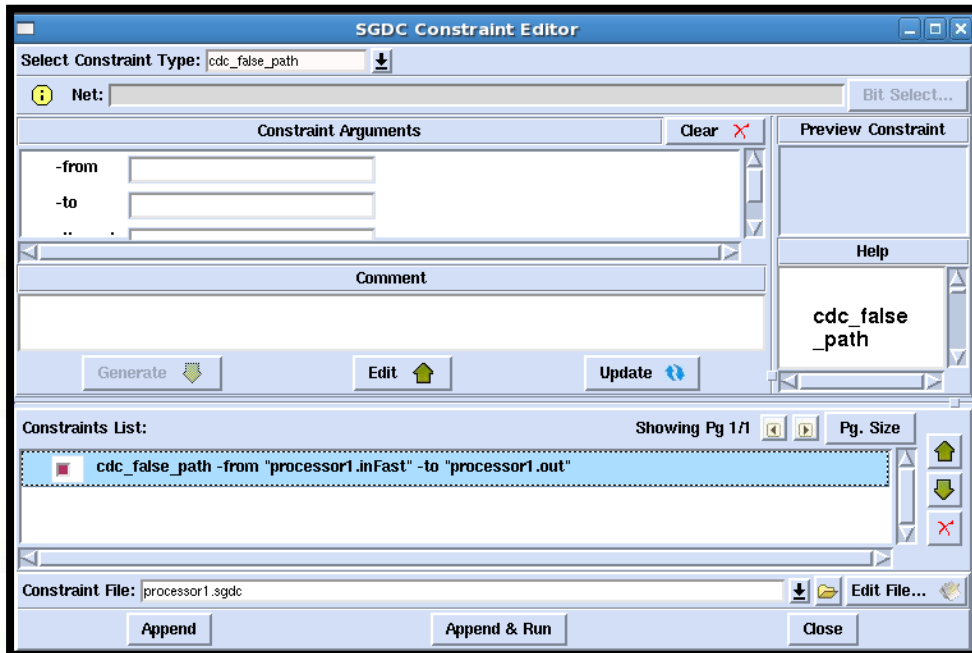 SGDC Constraint Editor
Select Constraint Type: cdc_false_path
Net: Bit Select...
Constraint Arguments Clear Preview Constraint
-from
-to
Help
Comment
cdc_false
_path
Generate Edit Update
Constraints List: Showing Pg 1/1 Pg. Size
cdc_false_path -from "processor1.inFast" -to "processor1.out"
Constraint File: processor1.sgdc Edit File...
Append Append & Run Close